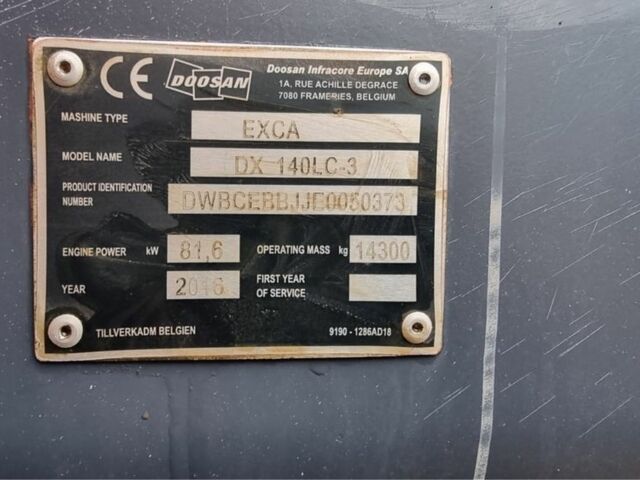 CE DOOSAN Doosan Infracore Europe SA
1A, RUE ACHILLE DEGRACE
7080 FRAMERIES, BELGIUM
MASHINE TYPE EXCA
MODEL NAME DX 140LC-3
PRODUCT IDENTIFICATION
NUMBER DWBCEBBJJE0050373
ENGINE POWER kW 81,6 OPERATING MASS kg 14300
YEAR 2016 FIRST YEAR
OF SERVICE
TILLVERKADM BELGIEN 9190 - 1286AD18